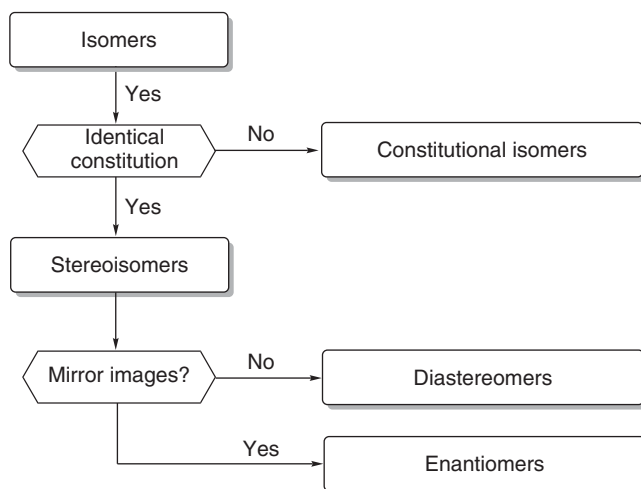 Isomers
Yes
Identical
constitution
No
Constitutional isomers
Yes
Stereoisomers
Mirror images?
No
Diastereomers
Yes
Enantiomers